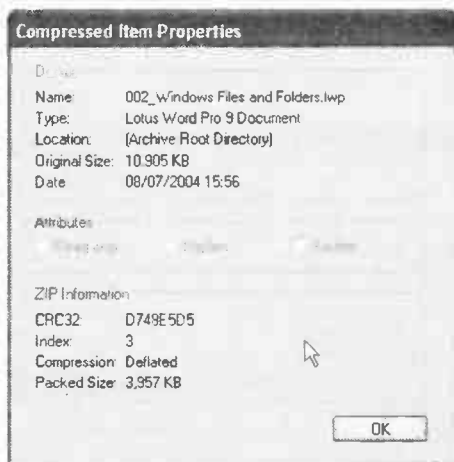 Compressed Item Properties
Name: 002_Windows Files and Folders.lwp
Type: Lotus Word Pro 9 Document
Location: (Archive Root Directory)
Original Size: 10,905 KB
Date 08/07/2004 15:56
Attributes
ZIP Information
CRC32: D749E5D5
Index: 3
Compression: Deflated
Packed Size: 3,957 KB
OK